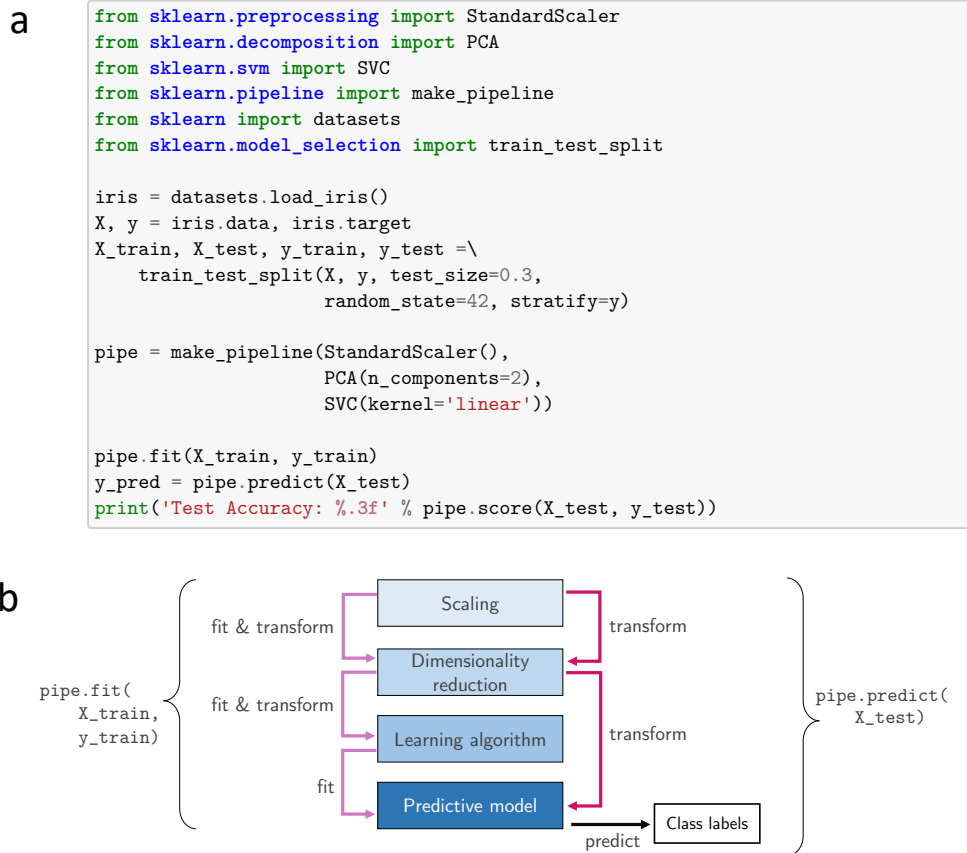 a
from sklearn.preprocessing import StandardScaler
from sklearn.decomposition import PCA
from sklearn.svm import SVC
from sklearn.pipeline import make_pipeline
from sklearn import datasets
from sklearn.model_selection import train_test_split
iris = datasets.load_iris()
X, y = iris.data, iris.target
X_train, X_test, y_train, y_test =\
    train_test_split(X, y, test_size=0.3,
                     random_state=42, stratify=y)
pipe = make_pipeline(StandardScaler(),
                     PCA(n_components=2),
                     SVC(kernel='linear'))
pipe.fit(X_train, y_train)
y_pred = pipe.predict(X_test)
print('Test Accuracy: %.3f' % pipe.score(X_test, y_test))
b
pipe.fit(
X_train,
y_train)
fit & transform
fit & transform
fit
Scaling
Dimensionality
reduction
Learning algorithm
Predictive model
transform
transform
predict
Class labels
pipe.predict(
X_test)